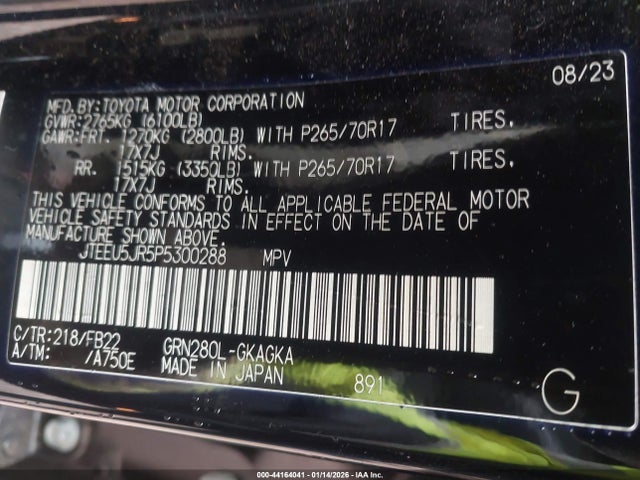 08/23
MFD.BY:TOYOTA MOTOR CORPORATION
GVWR:2765KG (6100LB)
GAWR:FRT. 1270KG (2800LB) WITH P265/70R17 TIRES,
17X7J RIMS.
RR. 1515KG (3350LB) WITH P265/70R17 TIRES,
17X7J RIMS.
THIS VEHICLE CONFORMS TO ALL APPLICABLE FEDERAL MOTOR
VEHICLE SAFETY STANDARDS IN EFFECT ON THE DATE OF
MANUFACTURE SHOWN ABOVE.
JTEEU5JR5P5300288 MPV
C/TR:218/FB22 GRN280L-GKAGKA
A/TM: /A750E MADE IN JAPAN 891
G
000-44164041 - 01/14/2026 - IAA Inc.